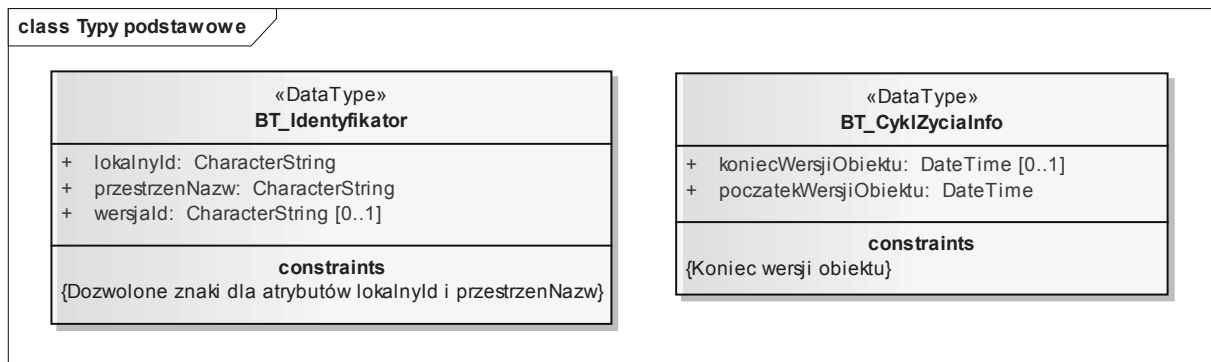 class Typy podstawowe
«DataType»
BT_Identyfikator
+ lokalnyId: CharacterString
+ przestrzenNazw: CharacterString
+ wersjaId: CharacterString [0..1]
constraints
{Dozwolone znaki dla atrybutów lokalnyId i przestrzenNazw}
«DataType»
BT_CyklZyciaInfo
+ koniecWersjiObiektu: DateTime [0..1]
+ poczatekWersjiObiektu: DateTime
constraints
{Koniec wersji obiektu}